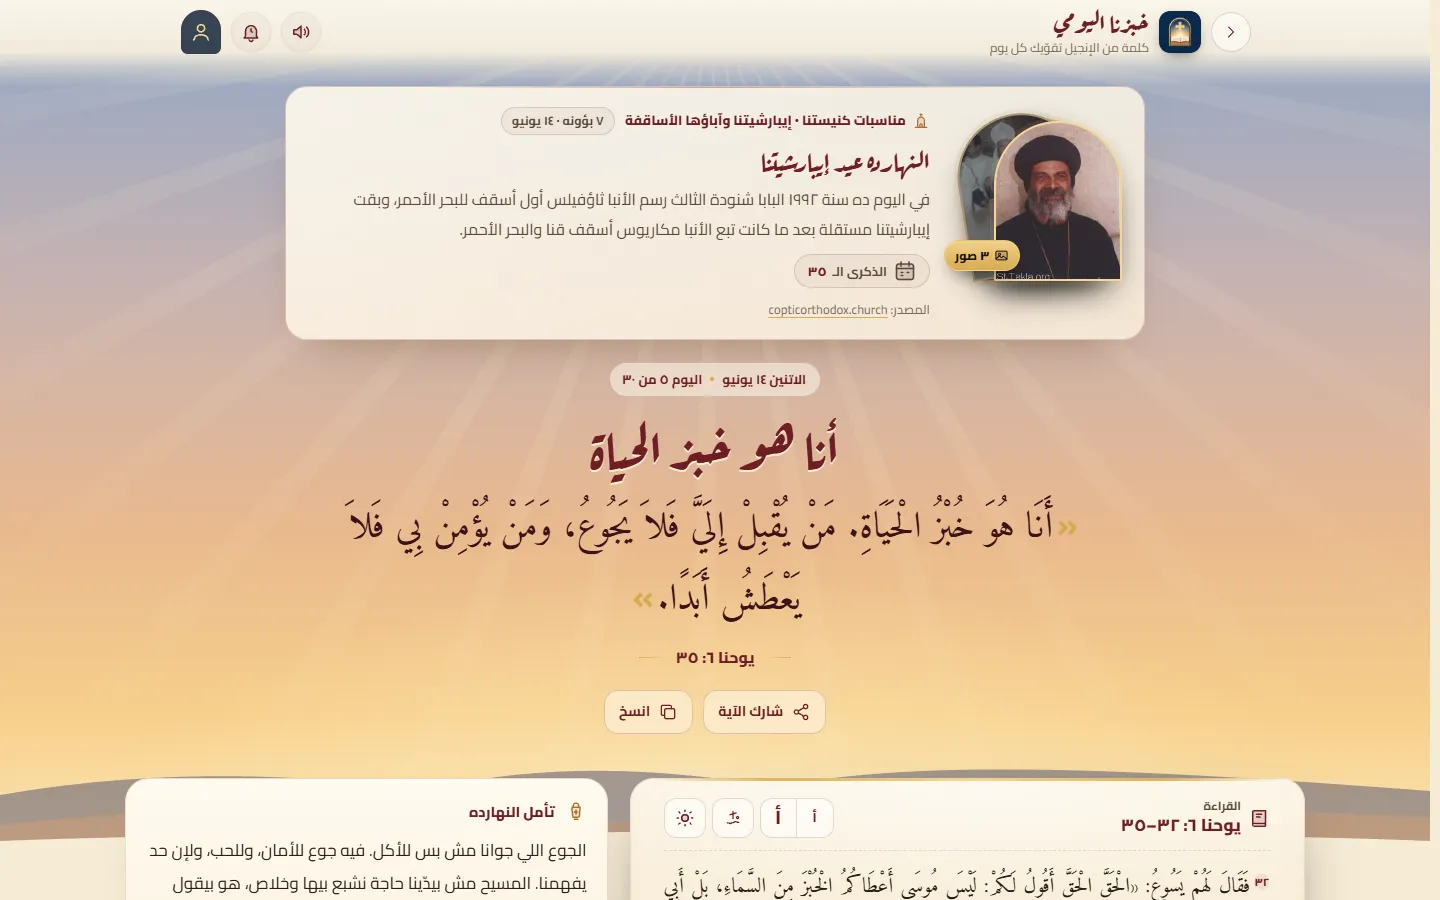 خبزنا اليومي
كلمة من الإنجيل تقوّيك كل يوم
مناسبات كنيستنا • إيبارشيتنا وآباؤها الأساقفة
٧ بؤونه · ١٤ يونيو
النهارده عيد إيبارشيتنا
في اليوم ده سنة ١٩٩٢ البابا شنودة الثالث رسم الأنبا ثاؤفيلس أول أسقف للبحر الأحمر، وبقت
إيبارشيتنا مستقلة بعد ما كانت تبع الأنبا مكاريوس أسقف قنا والبحر الأحمر.
٣ صور
St-Takla.org
الذكرى الـ ٣٥
المصدر: copticorthodox.church
الاتنين ١٤ يونيو • اليوم ٥ من ٣٠
أنا هو خبز الحياة
«أَنَا هُوَ خُبْزُ الْحَيَاةِ. مَنْ يُقْبِلْ إِلَيَّ فَلاَ يَجُوعُ، وَمَنْ يُؤْمِنْ بِي فَلاَ
يَعْطَشُ أَبَدًا.»
يوحنا ٦: ٣٥
شارك الآية
انسخ
القراءة
يوحنا ٦: ٣٢–٣٥
أ
أ
٣٢ فَقَالَ لَهُمْ يَسُوعُ: «الْحَقَّ الْحَقَّ أَقُولُ لَكُمْ: لَيْسَ مُوسَى أَعْطَاكُمُ الْخُبْزَ مِنَ السَّمَاءِ، بَلْ أَبِي
تأمل النهارده
الجوع اللي جوانا مش بس للأكل. فيه جوع للأمان، وللحب، ولإن حد
يفهمنا. المسيح مش بيدّينا حاجة نشبع بيها وخلاص، هو بيقول